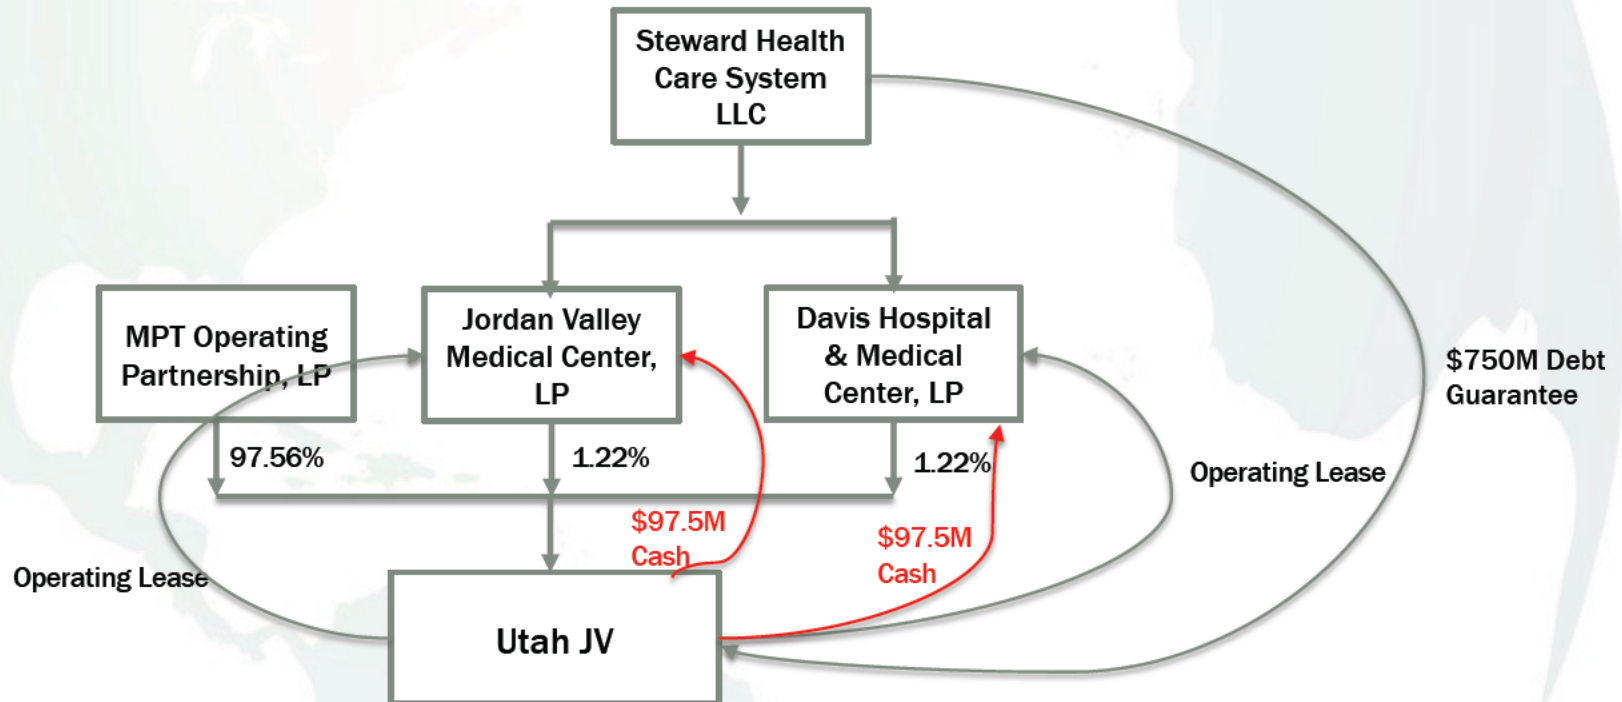 Steward Health
Care System
LLC
MPT Operating
Partnership, LP
Jordan Valley
Medical Center,
LP
Davis Hospital
& Medical
Center, LP
$750M Debt
Guarantee
97.56%
1.22%
1.22%
Operating Lease
$97.5M
Cash
$97.5M
Cash
Operating Lease
Utah JV